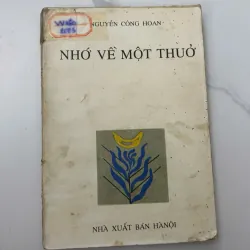 NGUYỄN CÔNG HOAN
NHỚ VỀ MỘT THUỞ
NHÀ XUẤT BẢN HÀNỘI